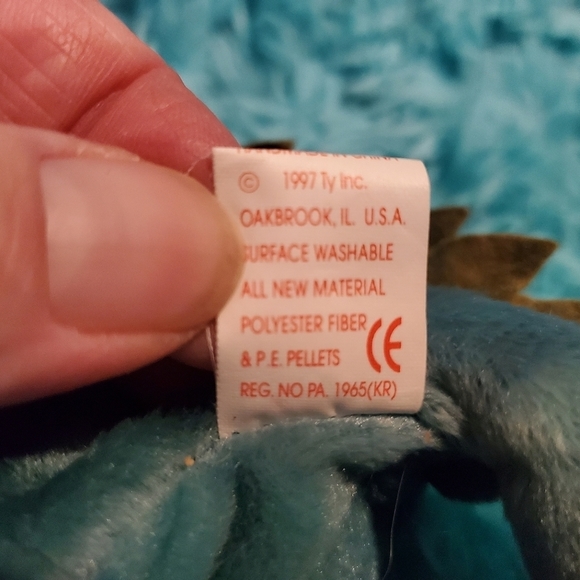 © 1997 Ty Inc.
OAKBROOK, IL. U.S.A.
SURFACE WASHABLE
ALL NEW MATERIAL
POLYESTER FIBER
& P.E. PELLETS CE
REG. NO PA. 1965(KR)